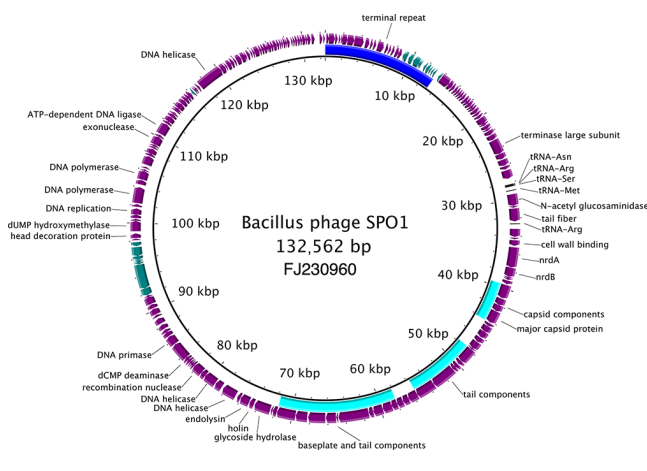 terminal repeat
DNA helicase
130 kbp
10 kbp
120 kbp
ATP-dependent DNA ligase
exonuclease
20 kbp
terminase large subunit
110 kbp
tRNA-Asn
tRNA-Arg
tRNA-Ser
tRNA-Met
DNA polymerase
DNA polymerase
30 kbp
N-acetyl glucosaminidase
DNA replication
tail fiber
dUMP hydroxymethylase
100 kbp
Bacillus phage SPO1
tRNA-Arg
head decoration protein
132,562 bp
cell wall binding
FJ230960
nrdA
40 kbp
nrdB
90 kbp
capsid components
50 kbp
major capsid protein
80 kbp
DNA primase
60 kbp
70 kbp
dCMP deaminase
recombination nuclease
tail components
DNA helicase
DNA helicase
endolysin
holin
glycoside hydrolase
baseplate and tail components